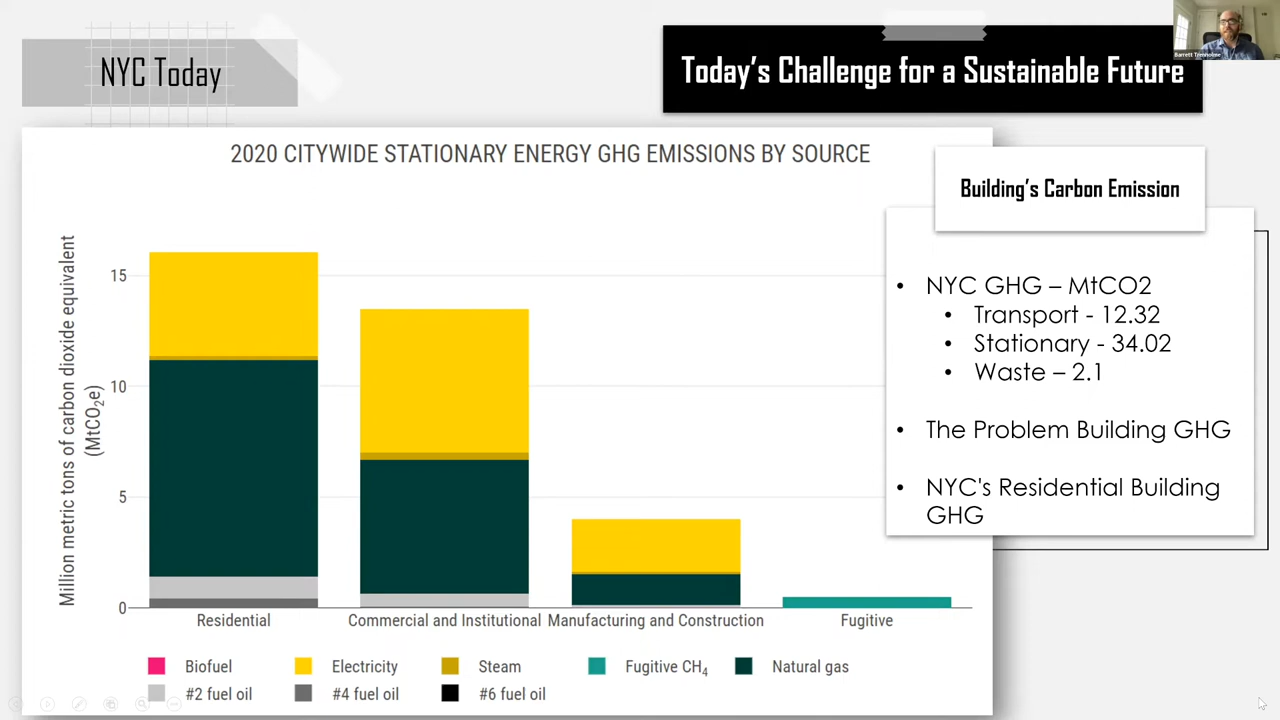 NYC Today
Today's Challenge for a Sustainable Future
Barrett Trenholme
2020 CITYWIDE STATIONARY ENERGY GHG EMISSIONS BY SOURCE
Building's Carbon Emission
Million metric tons of carbon dioxide equivalent
(MtCO₂e)
15
10
5
0
Residential
Commercial and Institutional
Manufacturing and Construction
Fugitive
Biofuel
Electricity
Steam
Fugitive CH₄
Natural gas
#2 fuel oil
#4 fuel oil
#6 fuel oil
• NYC GHG – MtCO2
• Transport - 12.32
• Stationary - 34.02
• Waste – 2.1
• The Problem Building GHG
• NYC's Residential Building
GHG